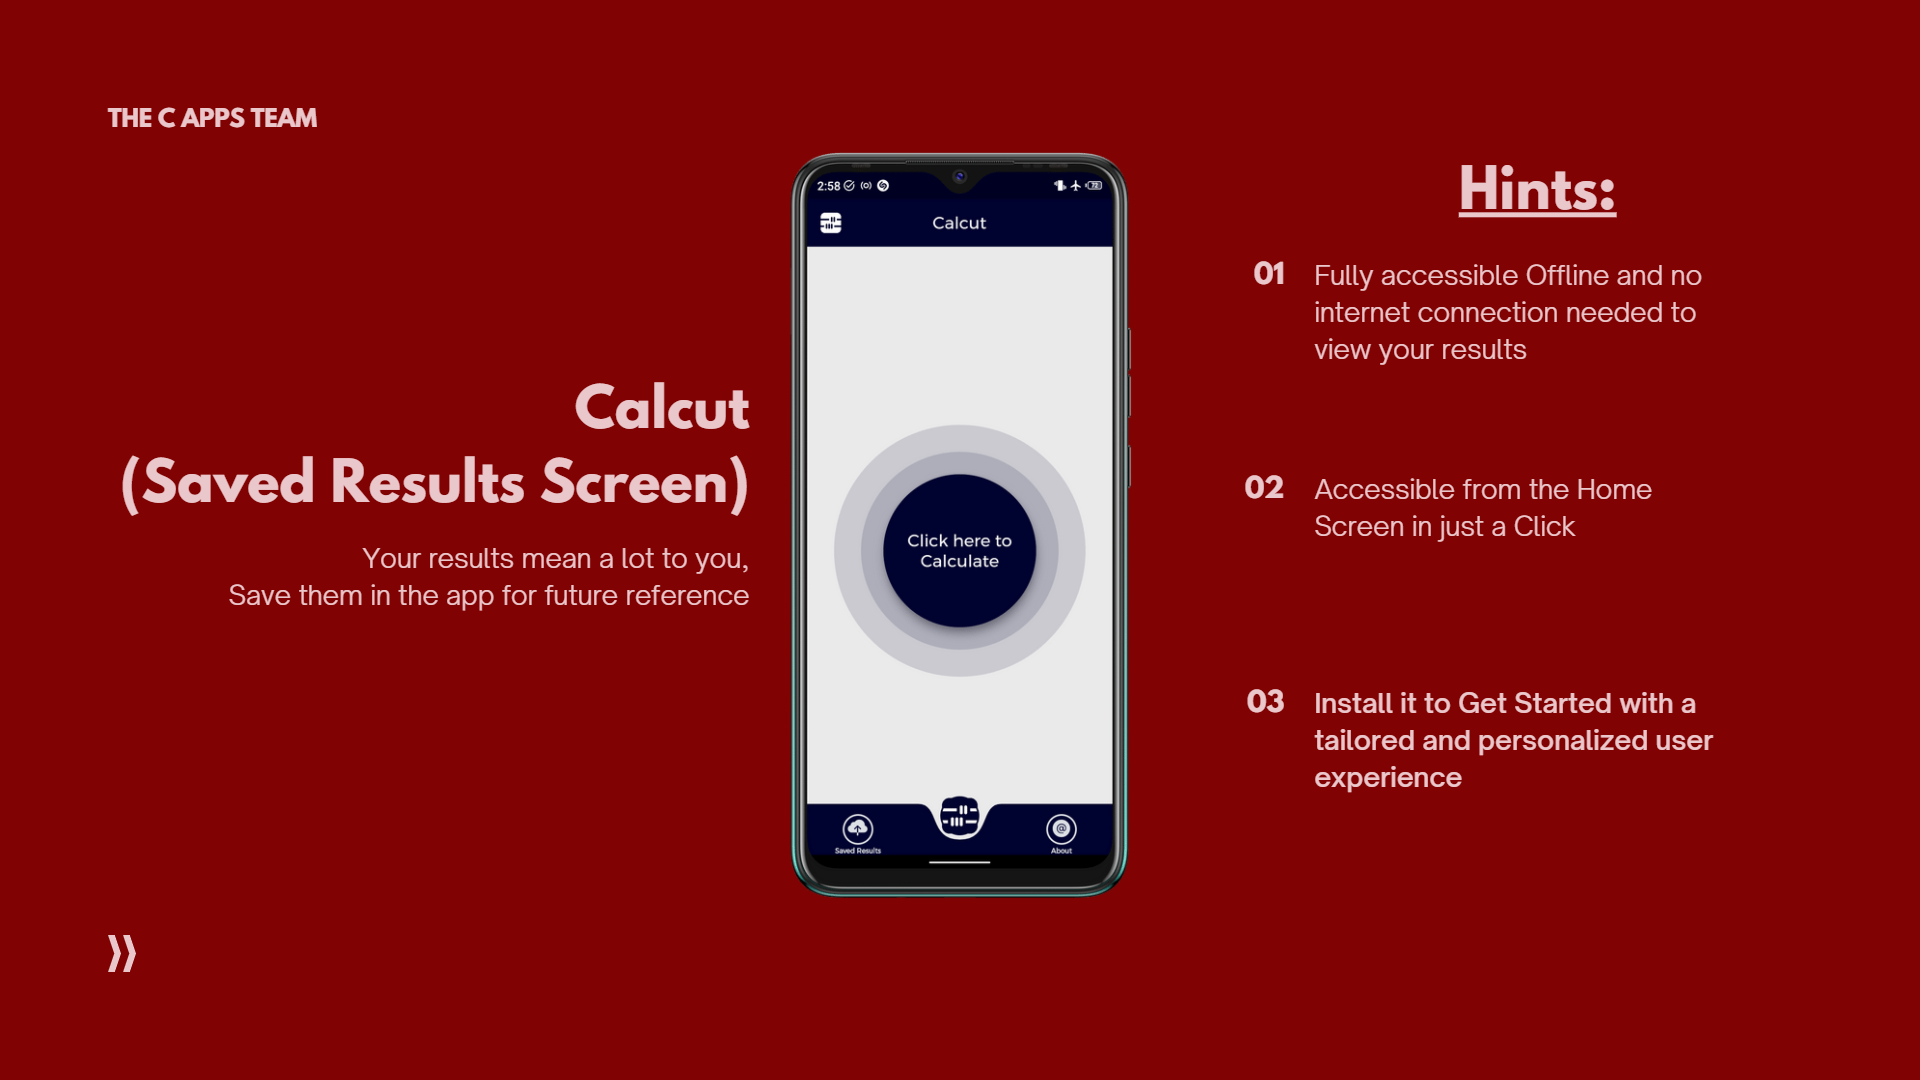 THE C APPS TEAM
Calcut
(Saved Results Screen)
Your results mean a lot to you,
Save them in the app for future reference
2:58
72
Calcut
Click here to
Calculate
Saved Results
@
About
Hints:
01
Fully accessible Offline and no
internet connection needed to
view your results
02
Accessible from the Home
Screen in just a Click
03
Install it to Get Started with a
tailored and personalized user
experience